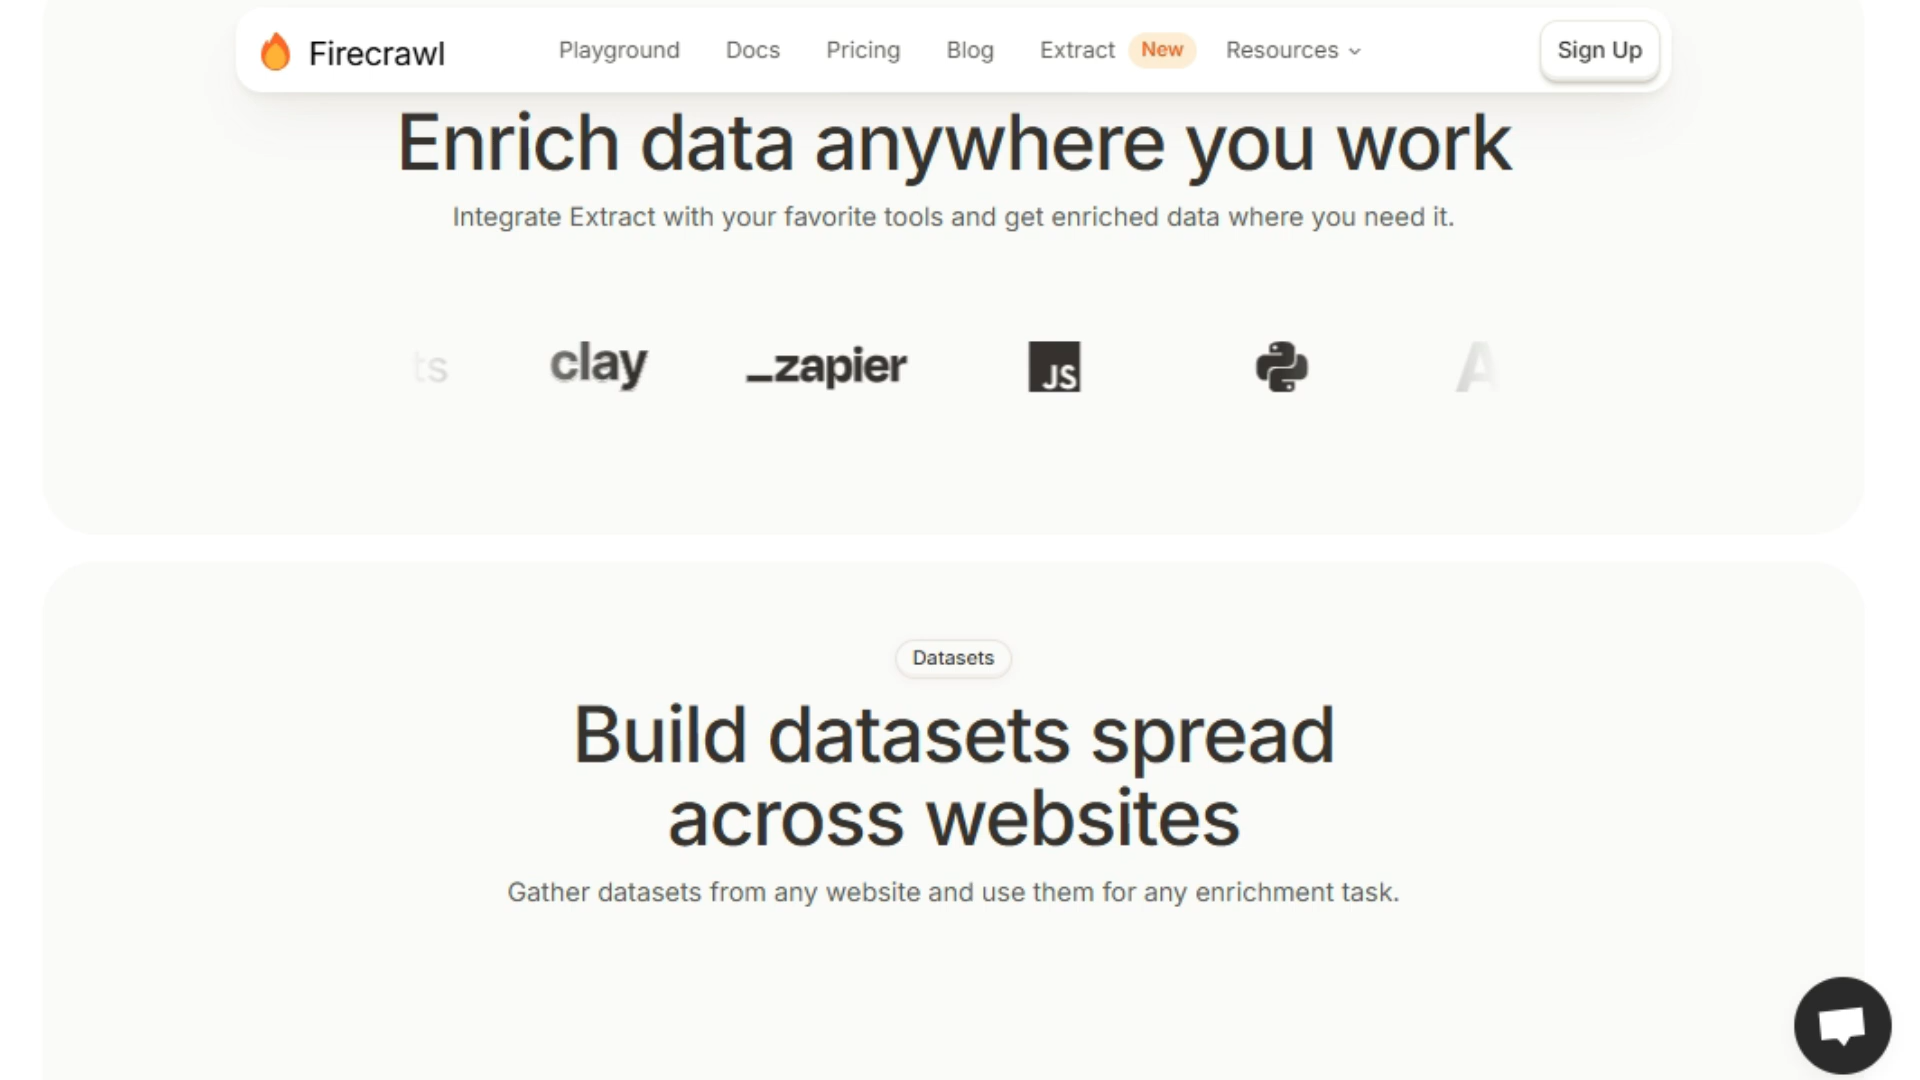 Firecrawl
Playground
Docs
Pricing
Blog
Extract New
Resources
Sign Up
Enrich data anywhere you work
Integrate Extract with your favorite tools and get enriched data where you need it.
ts
clay
_zapier
JS
A
Datasets
Build datasets spread
across websites
Gather datasets from any website and use them for any enrichment task.